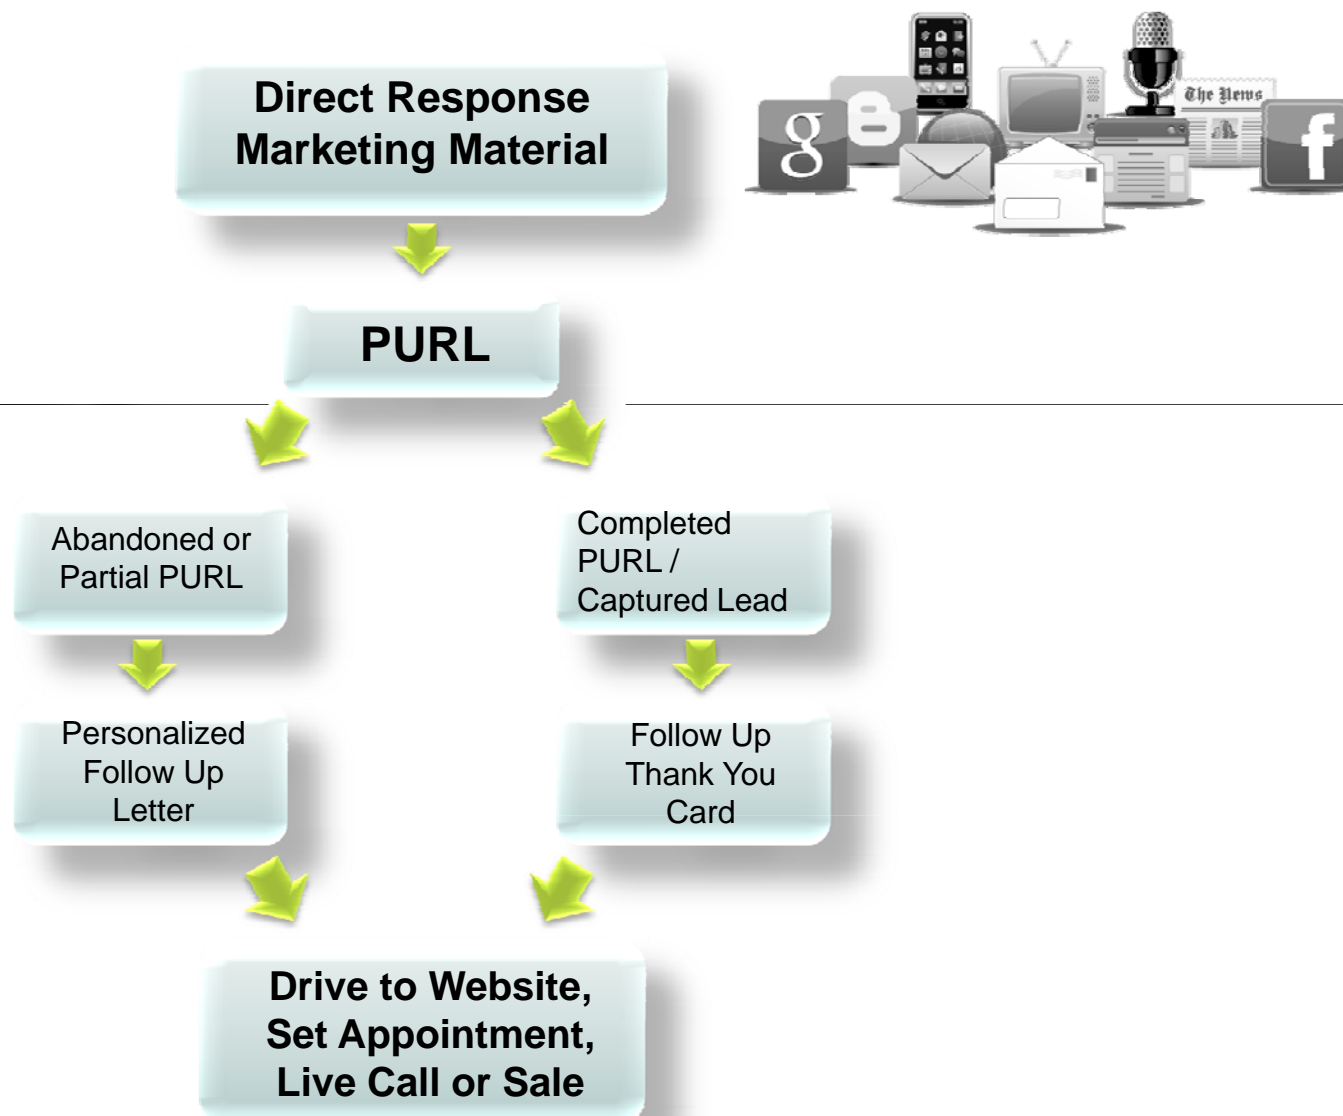 Direct Response
Marketing Material
g
The News
f
PURL
Abandoned or
Partial PURL
Completed
PURL /
Captured Lead
Personalized
Follow Up
Letter
Follow Up
Thank You
Card
Drive to Website,
Set Appointment,
Live Call or Sale